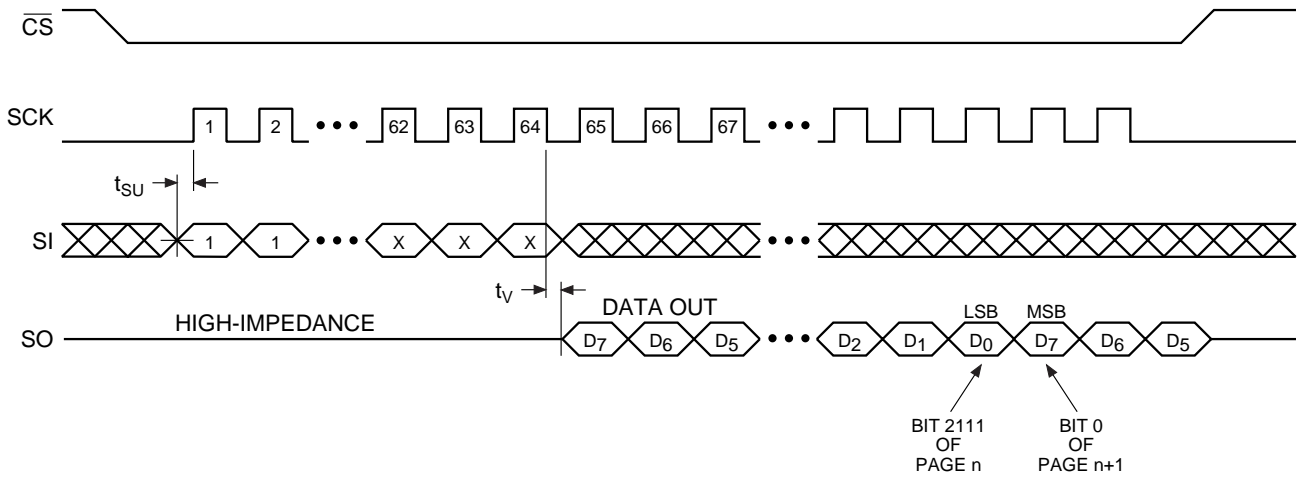 CS
SCK
1 2 ••• 62 63 64 65 66 67 •••
tSU
SI
1 1 ••• X X X •••
tV
HIGH-IMPEDANCE
DATA OUT
LSB MSB
SO
D7 D6 D5 ••• D2 D1 D0 D7 D6 D5
BIT 2111
OF
PAGE n
BIT 0
OF
PAGE n+1